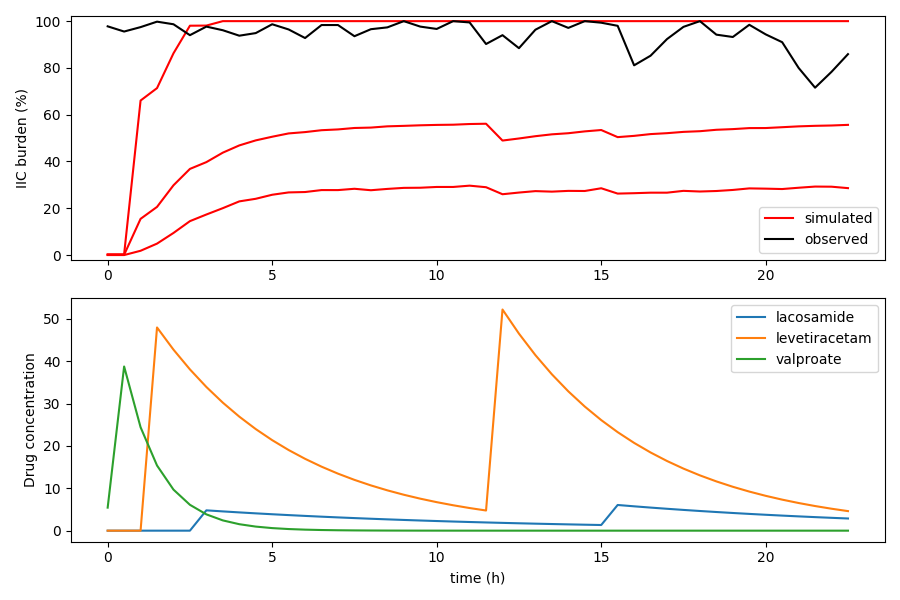 IIC burden (%)
100
80
60
40
20
0
simulated
observed
0 5 10 15 20
Drug concentration
50
40
30
20
10
0
lacosamide
levetiracetam
valproate
0 5 10 15 20
time (h)